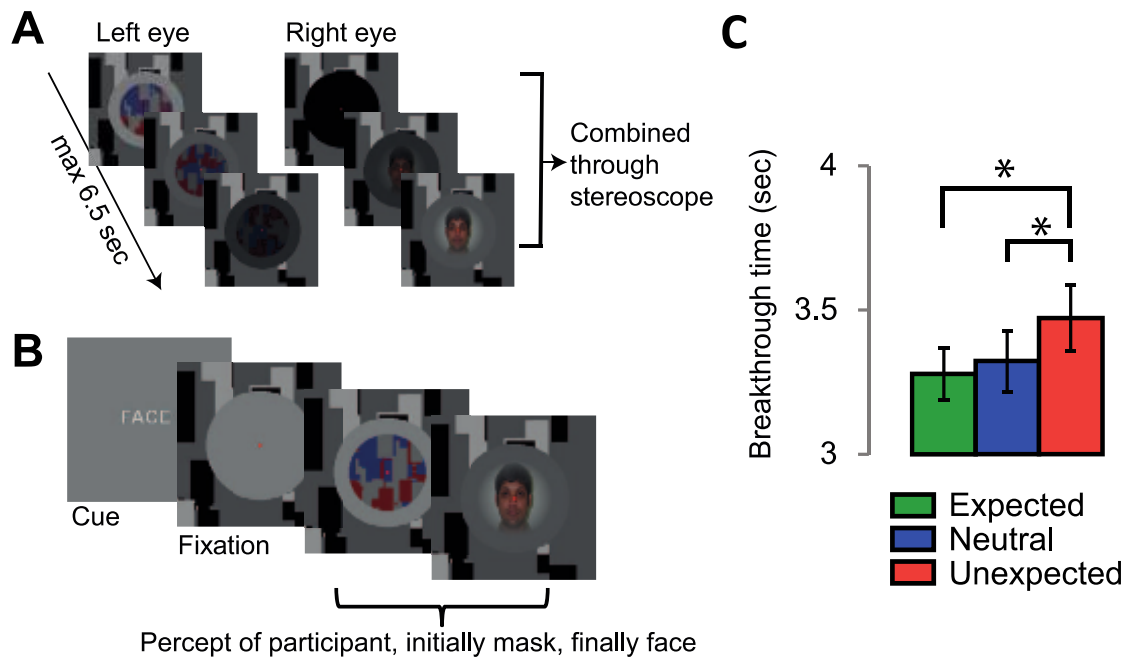 A
Left eye
Right eye
max 6.5 sec
Combined
through
stereoscope
B
FACE
Cue
Fixation
Percept of participant, initially mask, finally face
C
Breakthrough time (sec)
4
3.5
3
*
*
Expected
Neutral
Unexpected